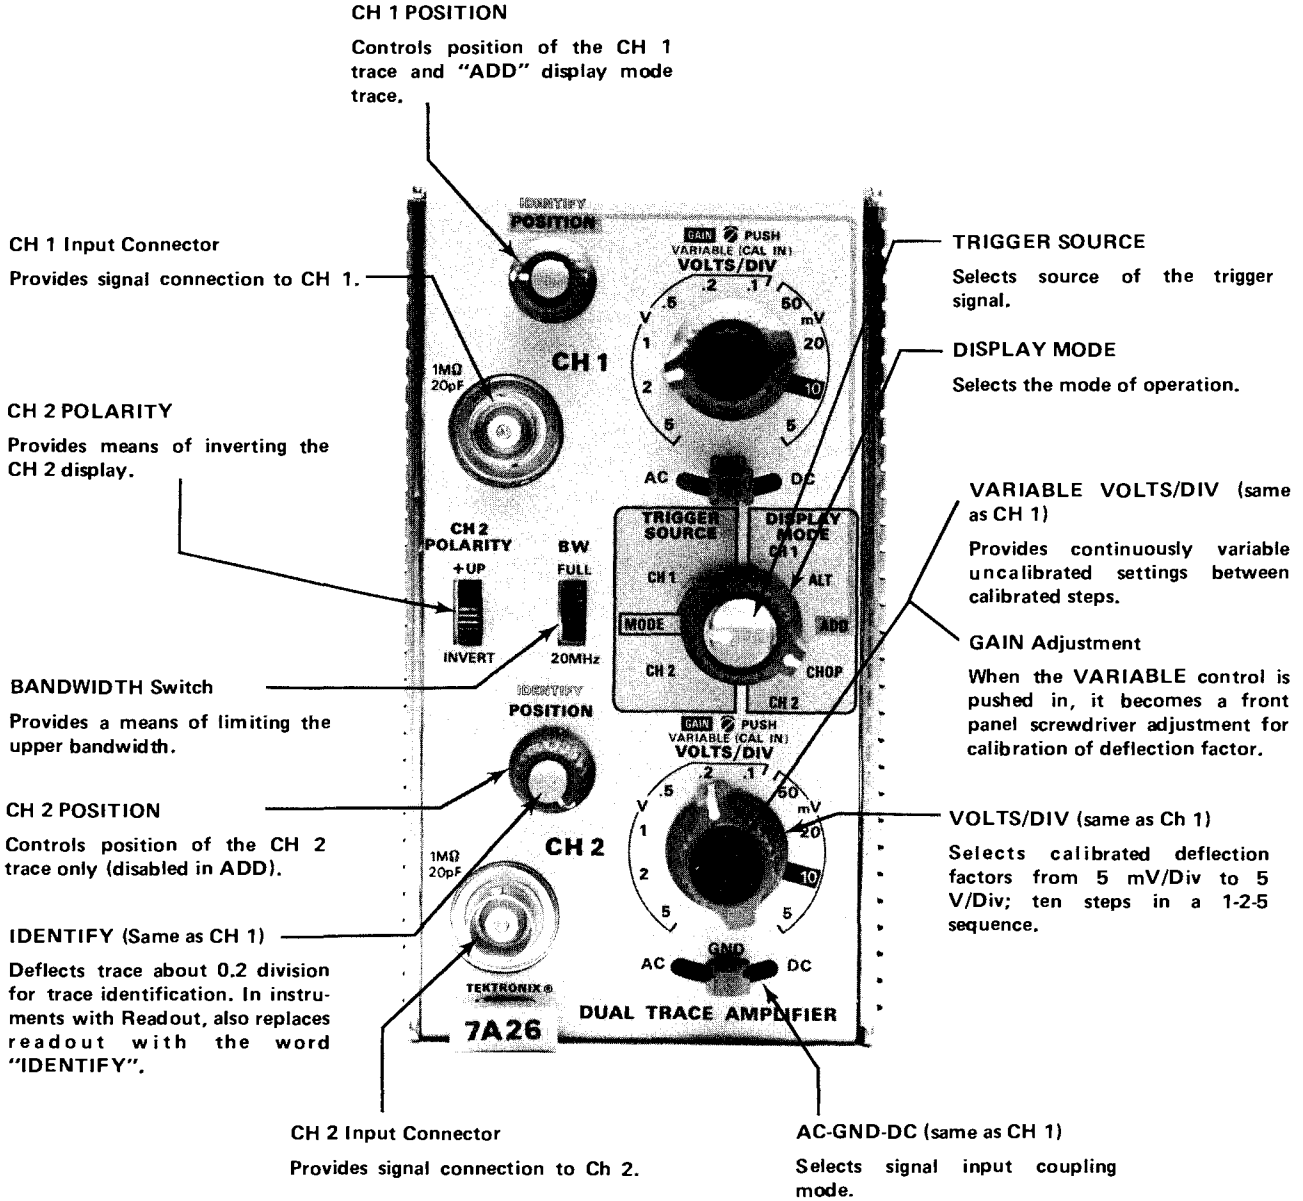 CH 1 POSITION
Controls position of the CH 1
trace and "ADD" display mode
trace.
CH 1 Input Connector
Provides signal connection to CH 1.
CH 2 POLARITY
Provides means of inverting the
CH 2 display.
BANDWIDTH Switch
Provides a means of limiting the
upper bandwidth.
CH 2 POSITION
Controls position of the CH 2
trace only (disabled in ADD).
IDENTIFY (Same as CH 1)
Deflects trace about 0.2 division
for trace identification. In instru-
ments with Readout, also replaces
readout with the word
"IDENTIFY".
CH 2 Input Connector
Provides signal connection to Ch 2.
IDENTIFY
POSITION
GAIN PUSH
VARIABLE (CAL IN)
VOLTS/DIV
.2 .1
.5 50
V mV
1 20
2 10
5 5
CH 1
1MΩ
20pF
AC DC
TRIGGER
SOURCE
DISPLAY
MODE
CH 1
CH 1 ALT
MODE ADD
CH 2 CHOP
CH 2
CH 2
POLARITY
+UP
INVERT
BW
FULL
20MHz
IDENTIFY
POSITION
GAIN PUSH
VARIABLE (CAL IN)
VOLTS/DIV
.2 .1
.5 50
V mV
1 20
2 10
5 5
CH 2
1MΩ
20pF
GND
AC DC
TEKTRONIX®
7A26
DUAL TRACE AMPLIFIER
TRIGGER SOURCE
Selects source of the trigger
signal.
DISPLAY MODE
Selects the mode of operation.
VARIABLE VOLTS/DIV (same
as CH 1)
Provides continuously variable
uncalibrated settings between
calibrated steps.
GAIN Adjustment
When the VARIABLE control is
pushed in, it becomes a front
panel screwdriver adjustment for
calibration of deflection factor.
VOLTS/DIV (same as Ch 1)
Selects calibrated deflection
factors from 5 mV/Div to 5
V/Div; ten steps in a 1-2-5
sequence.
AC-GND-DC (same as CH 1)
Selects signal input coupling
mode.